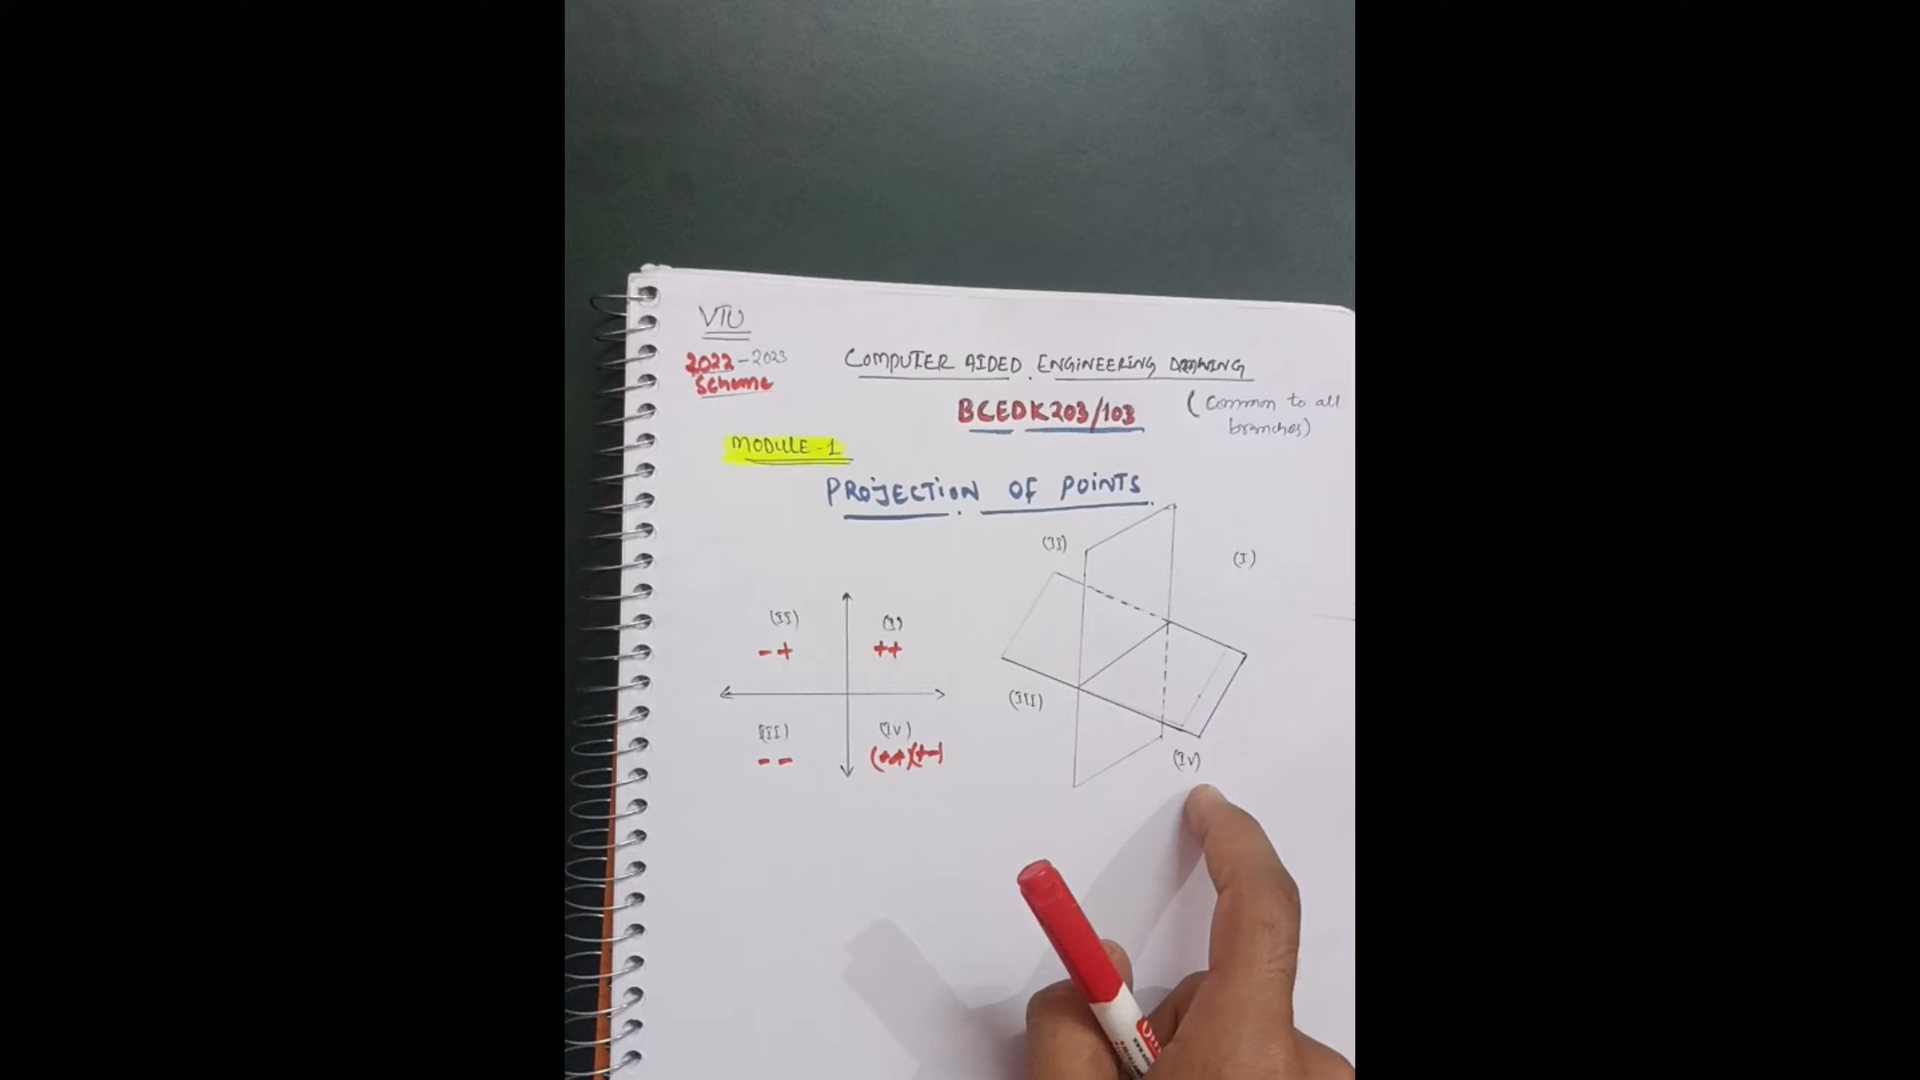 VTU
2022-2023
Scheme
COMPUTER AIDED ENGINEERING DRAWING
BCEDK203/103
(Common to all
branches)
MODULE-1
PROJECTION OF POINTS
(II)
(I)
(II)
(I)
-+
++
(III)
(III)
(IV)
--
(+-)
(IV)